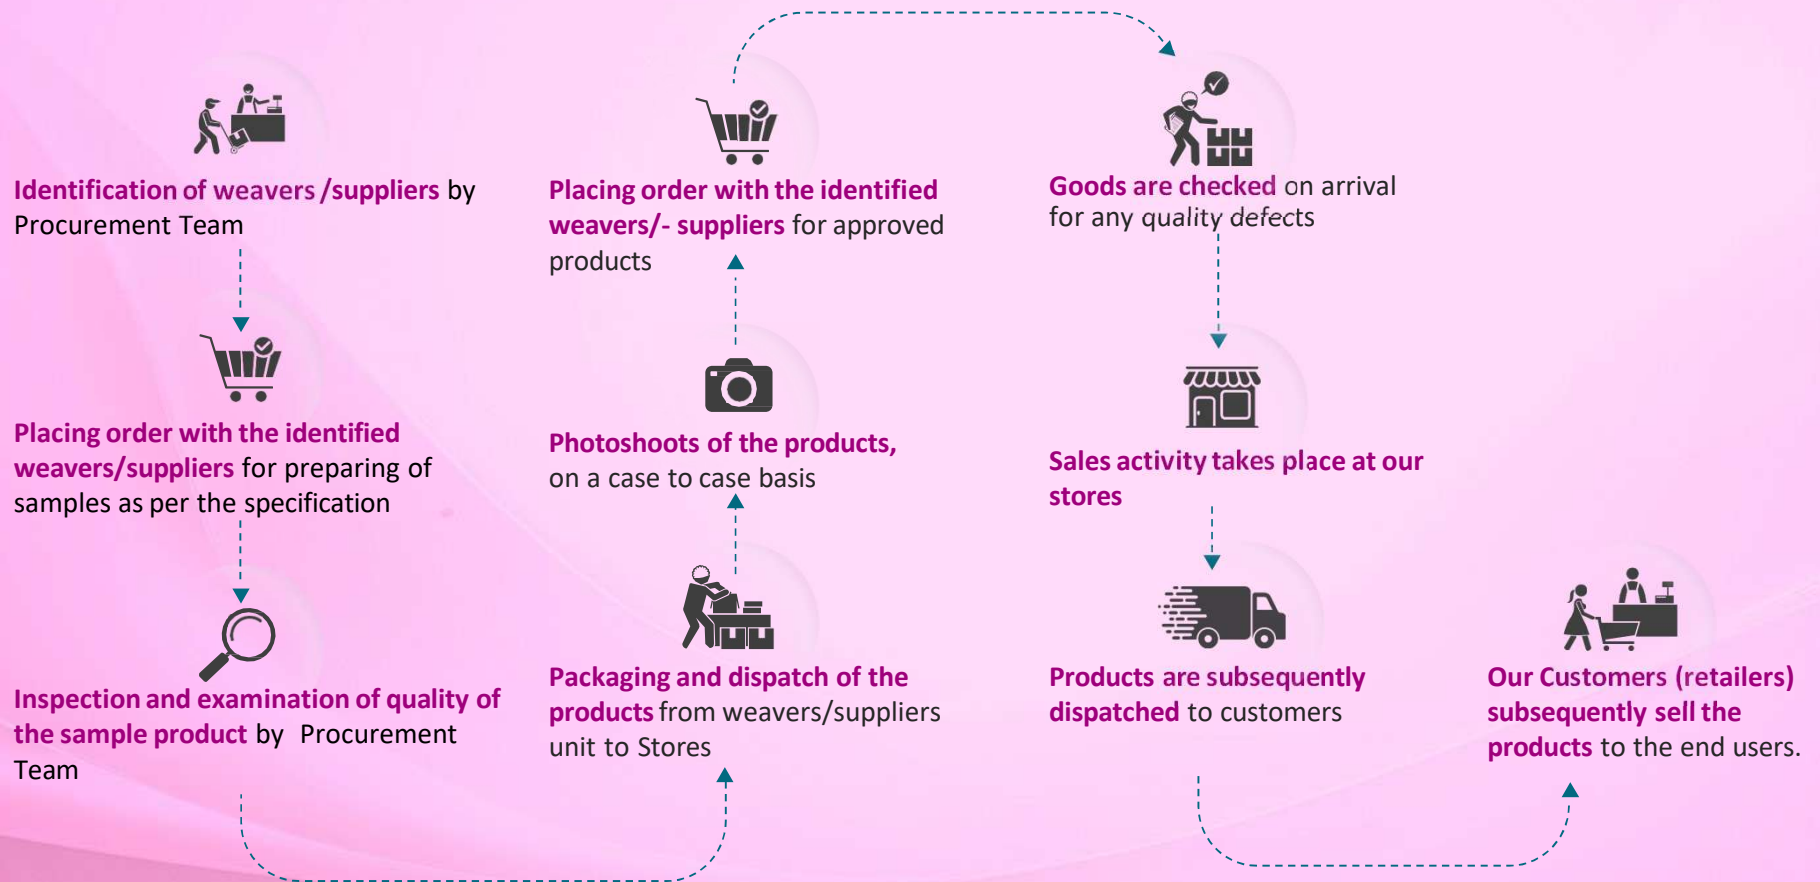 Identification of weavers /suppliers by
Procurement Team
Placing order with the identified
weavers/suppliers for preparing of
samples as per the specification
Inspection and examination of quality of
the sample product by Procurement
Team
Packaging and dispatch of the
products from weavers/suppliers
unit to Stores
Photoshoots of the products,
on a case to case basis
Placing order with the identified
weavers/- suppliers for approved
products
Goods are checked on arrival
for any quality defects
Sales activity takes place at our
stores
Products are subsequently
dispatched to customers
Our Customers (retailers)
subsequently sell the
products to the end users.